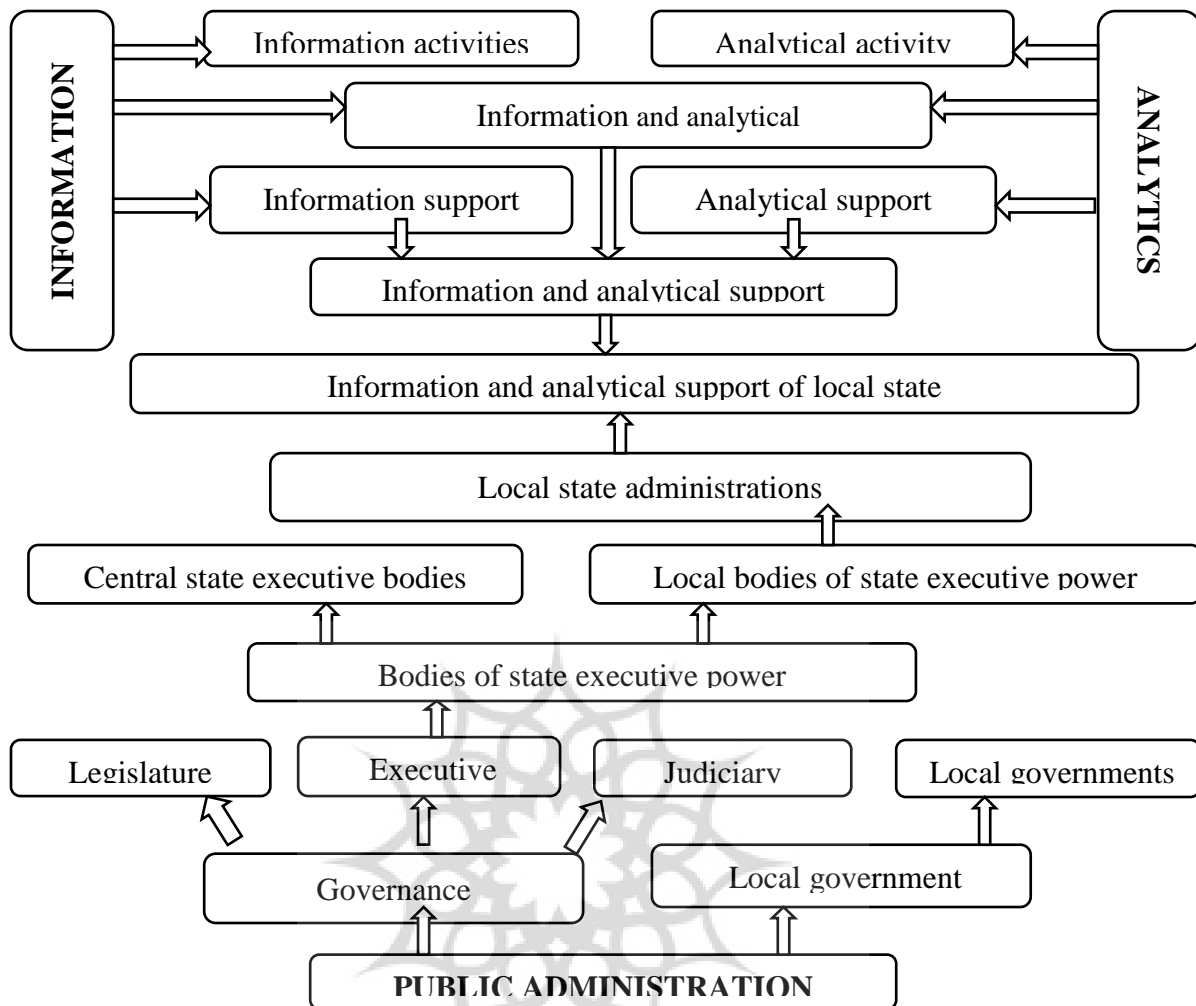 INFORMATION
Information activities
Analytical activity
ANALYTICS
Information and analytical
Information support
Analytical support
Information and analytical support
Information and analytical support of local state
Local state administrations
Central state executive bodies
Local bodies of state executive power
Bodies of state executive power
Legislature
Executive
Judiciary
Local governments
Governance
Local government
PUBLIC ADMINISTRATION